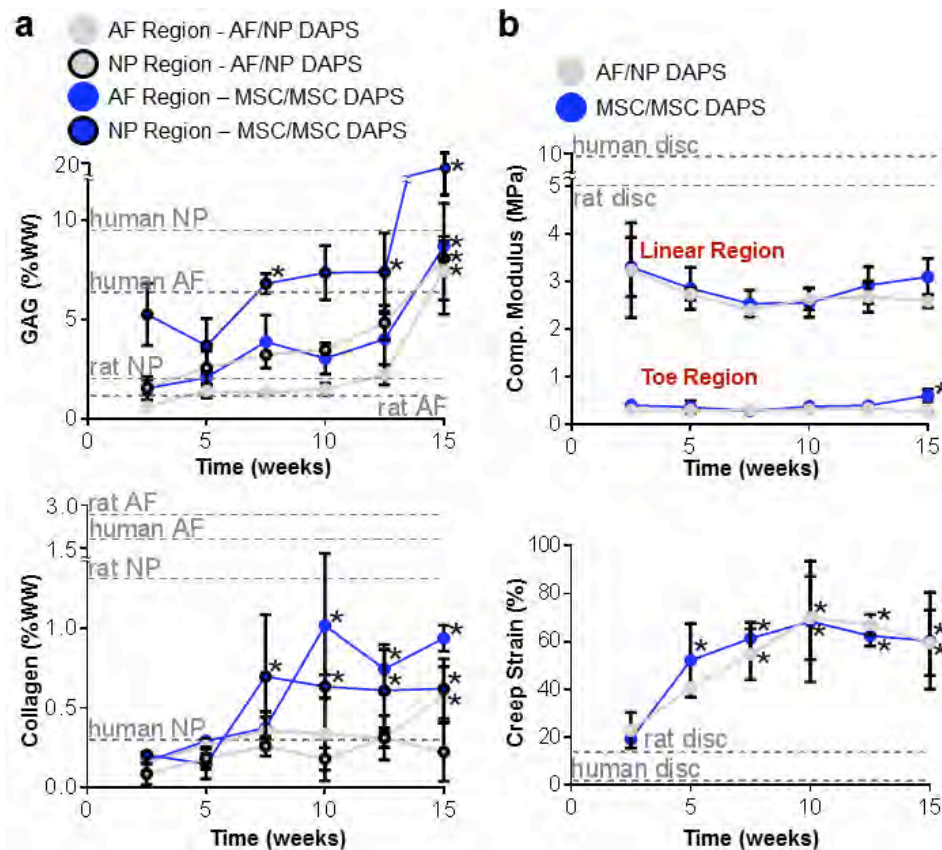 a
AF Region - AF/NP DAPS
NP Region - AF/NP DAPS
AF Region – MSC/MSC DAPS
NP Region – MSC/MSC DAPS
20
10
5
0
GAG (%WW)
human NP
human AF
rat NP
rat AF
*
*
*
*
*
*
0
5
10
15
Time (weeks)
3.0
1.5
1.0
0.5
0.0
Collagen (%WW)
rat AF
human AF
rat NP
human NP
*
*
*
*
*
*
*
*
0
5
10
15
Time (weeks)
b
AF/NP DAPS
MSC/MSC DAPS
10
5
4
3
2
1
0
Comp. Modulus (MPa)
human disc
rat disc
Linear Region
Toe Region
*
0
5
10
15
Time (weeks)
100
80
60
40
20
0
Creep Strain (%)
*
*
*
*
*
*
*
*
*
rat disc
human disc
0
5
10
15
Time (weeks)